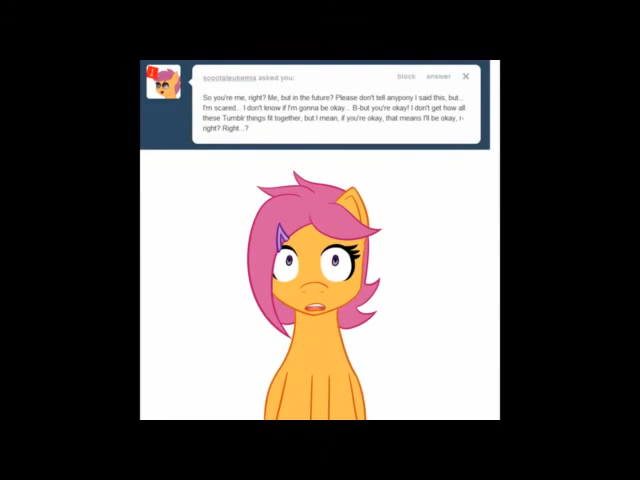 scootaleukemia asked you:
block answer X
So you're me, right? Me, but in the future? Please don't tell anypony I said this, but...
I'm scared... I don't know if I'm gonna be okay... B-but you're okay! I don't get how all
these Tumblr things fit together, but I mean, if you're okay, that means I'll be okay, r-
right? Right...?